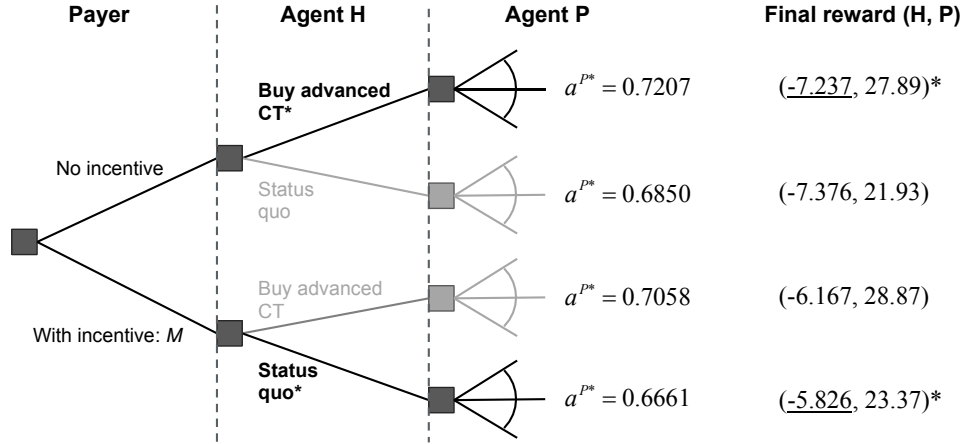 Payer Agent H Agent P Final reward (H, P)
Buy advanced
CT*
a^{P*} = 0.7207
(-7.237, 27.89)*
No incentive
Status
quo
a^{P*} = 0.6850
(-7.376, 21.93)
Buy advanced
CT
a^{P*} = 0.7058
(-6.167, 28.87)
With incentive: M
Status
quo*
a^{P*} = 0.6661
(-5.826, 23.37)*